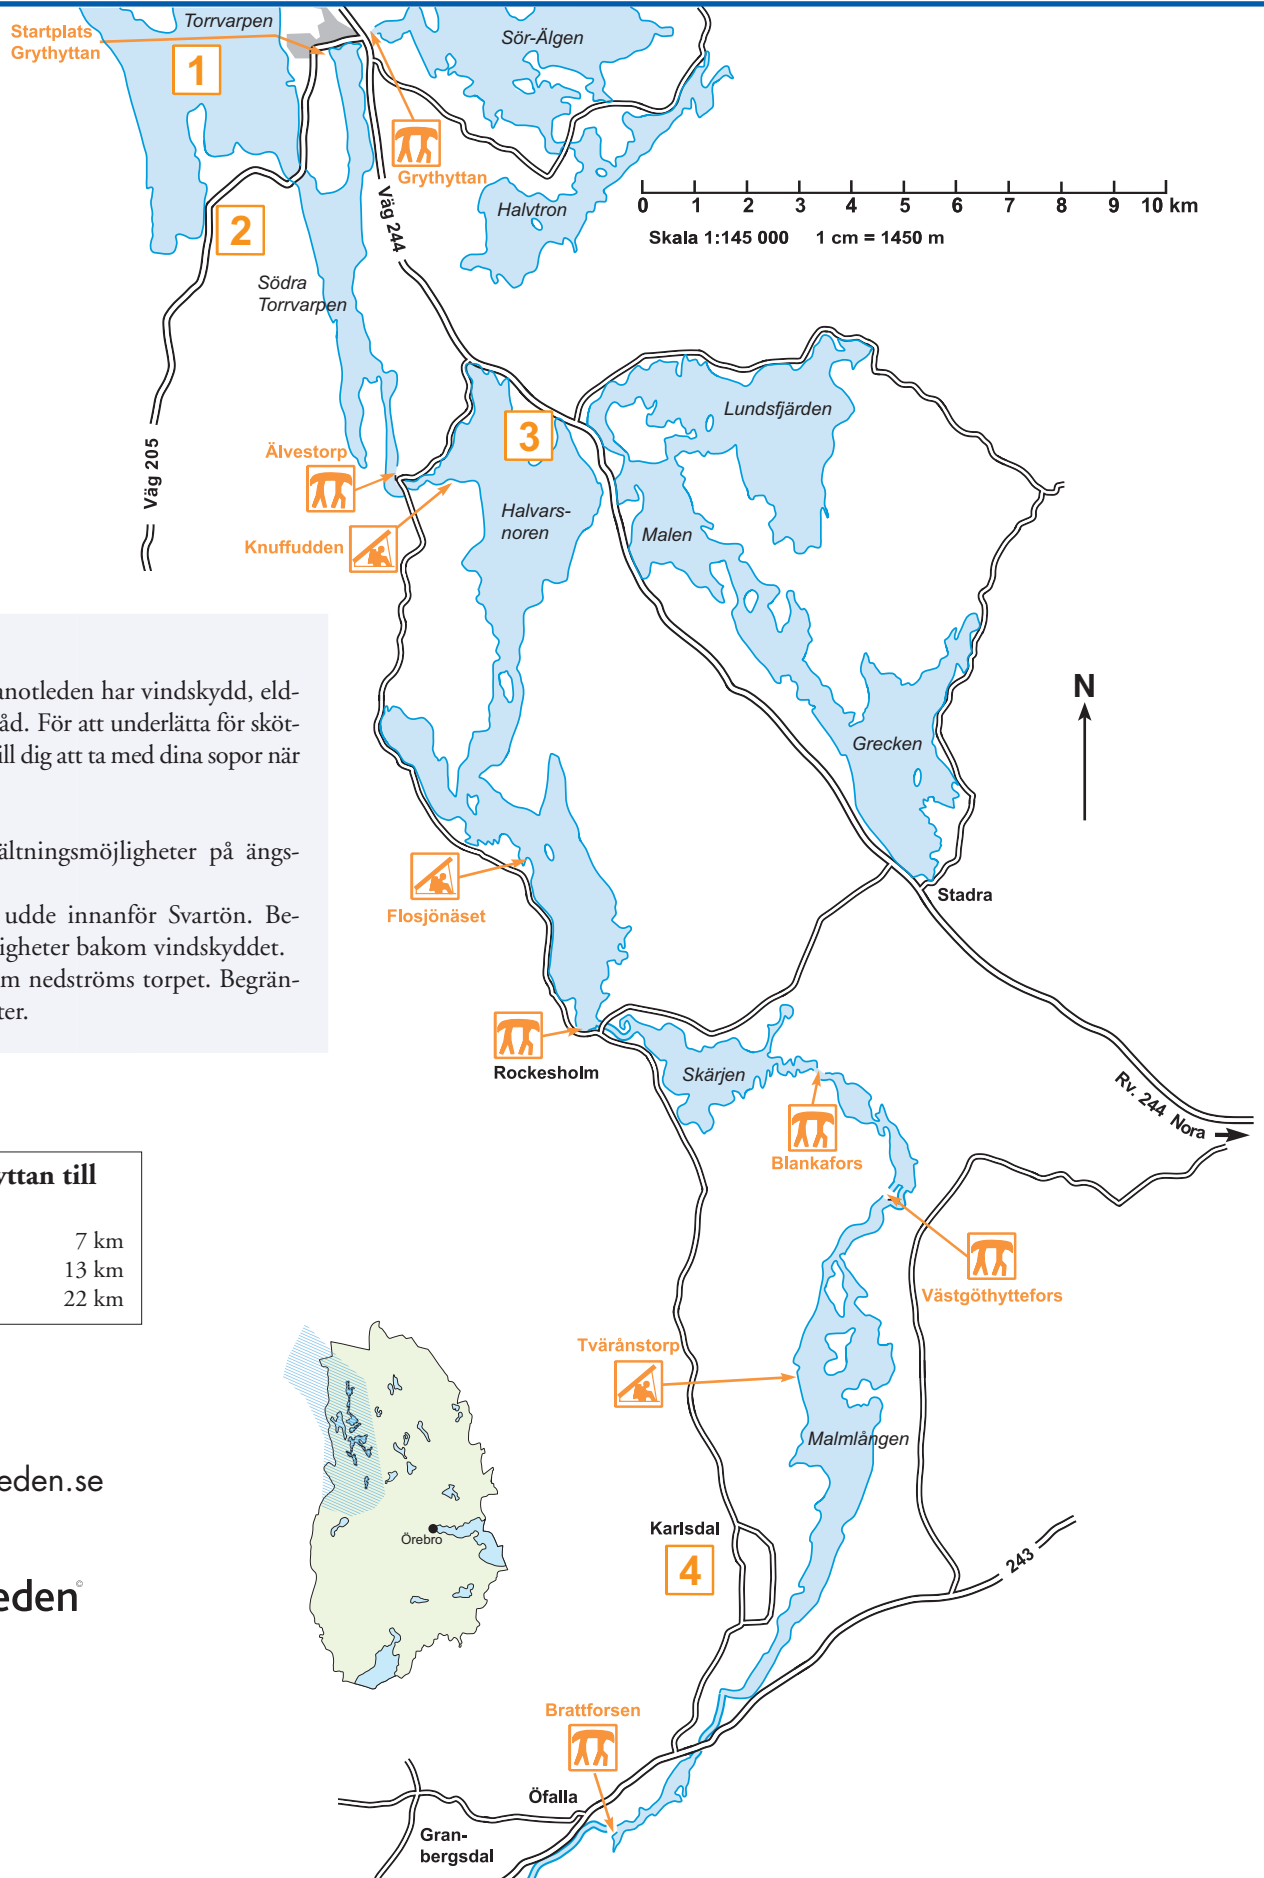 Startplats
Grythyttan
Torrvarpen
1
Sör-Älgen
Grythyttan
2
Väg 244
Halvtron
0 1 2 3 4 5 6 7 8 9 10 km
Skala 1:145 000 1 cm = 1450 m
Södra
Torrvarpen
Lundsfjärden
3
Älvestorp
Väg 205
Halvars-
noren
Malen
Knuffudden
anotleden har vindskydd, eld-
åd. För att underlätta för sköt-
ill dig att ta med dina sopor när
ältningsmöjligheter på ängs-
udde innanför Svartön. Be-
igheter bakom vindskyddet.
m nedströms torpet. Begrän-
ter.
N
Grecken
Stadra
Flosjönäset
Rockesholm
Skärjen
Blankafors
Rv. 244 Nora
yttan till
7 km
13 km
22 km
Västgöthyttefors
Tvärånstorp
Malmlången
eden.se
Örebro
Karlsdal
4
243
eden©
Brattforsen
Öfalla
Gran-
bergsdal